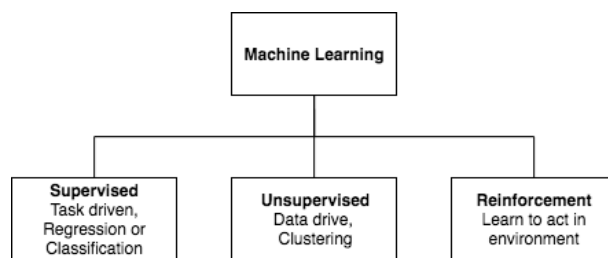 Machine Learning
Supervised
Task driven,
Regression or
Classification
Unsupervised
Data drive,
Clustering
Reinforcement
Learn to act in
environment